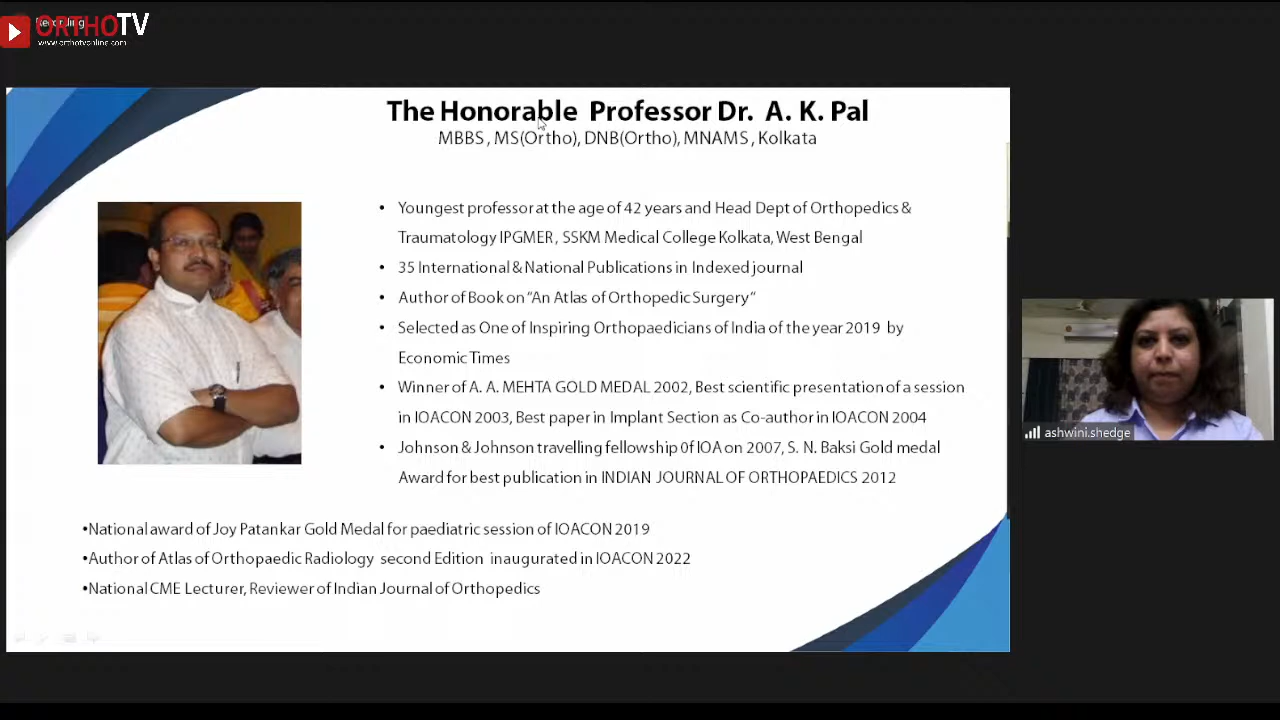 Recording
ORTHOTV
www.orthotvonline.com
The Honorable Professor Dr. A. K. Pal
MBBS , MS(Ortho), DNB(Ortho), MNAMS , Kolkata
• Youngest professor at the age of 42 years and Head Dept of Orthopedics &
Traumatology IPGMER , SSKM Medical College Kolkata, West Bengal
• 35 International & National Publications in Indexed journal
• Author of Book on “An Atlas of Orthopedic Surgery“
• Selected as One of Inspiring Orthopaedicians of India of the year 2019 by
Economic Times
• Winner of A. A. MEHTA GOLD MEDAL 2002, Best scientific presentation of a session
in IOACON 2003, Best paper in Implant Section as Co-author in IOACON 2004
• Johnson & Johnson travelling fellowship 0f IOA on 2007, S. N. Baksi Gold medal
Award for best publication in INDIAN JOURNAL OF ORTHOPAEDICS 2012
•National award of Joy Patankar Gold Medal for paediatric session of IOACON 2019
•Author of Atlas of Orthopaedic Radiology second Edition inaugurated in IOACON 2022
•National CME Lecturer, Reviewer of Indian Journal of Orthopedics
ashwini.shedge